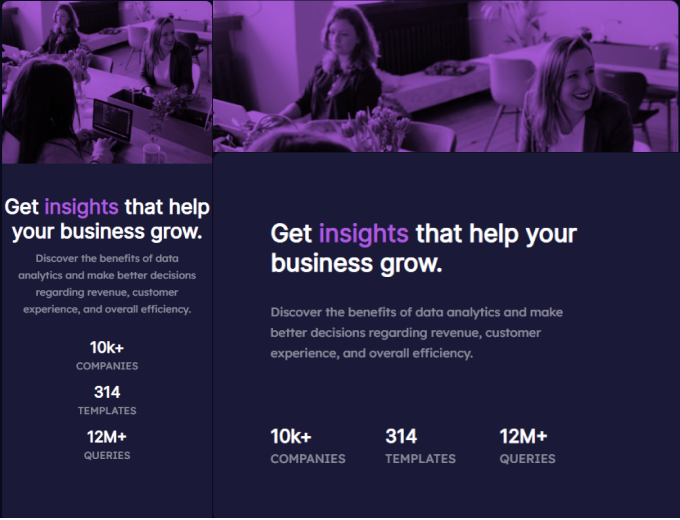 Get insights that help
your business grow.
Discover the benefits of data
analytics and make better decisions
regarding revenue, customer
experience, and overall efficiency.
10k+
COMPANIES
314
TEMPLATES
12M+
QUERIES
Get insights that help your
business grow.
Discover the benefits of data analytics and make
better decisions regarding revenue, customer
experience, and overall efficiency.
10k+ 314 12M+
COMPANIES TEMPLATES QUERIES